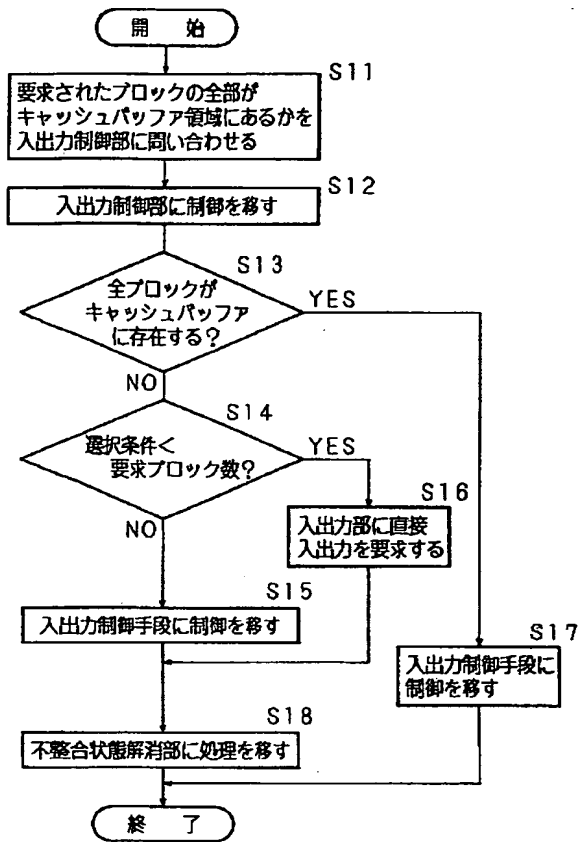 開 始
S11
要求されたブロックの全部が
キャッシュバッファ領域にあるかを
入出力制御部に問い合わせる
S12
入出力制御部に制御を移す
S13
全ブロックが
キャッシュバッファ
に存在する?
YES
NO
S14
選択条件<
要求ブロック数?
YES
S16
入出力部に直接
入出力を要求する
NO
S15
入出力制御手段に制御を移す
S17
入出力制御手段に
制御を移す
S18
不整合状態解消部に処理を移す
終 了